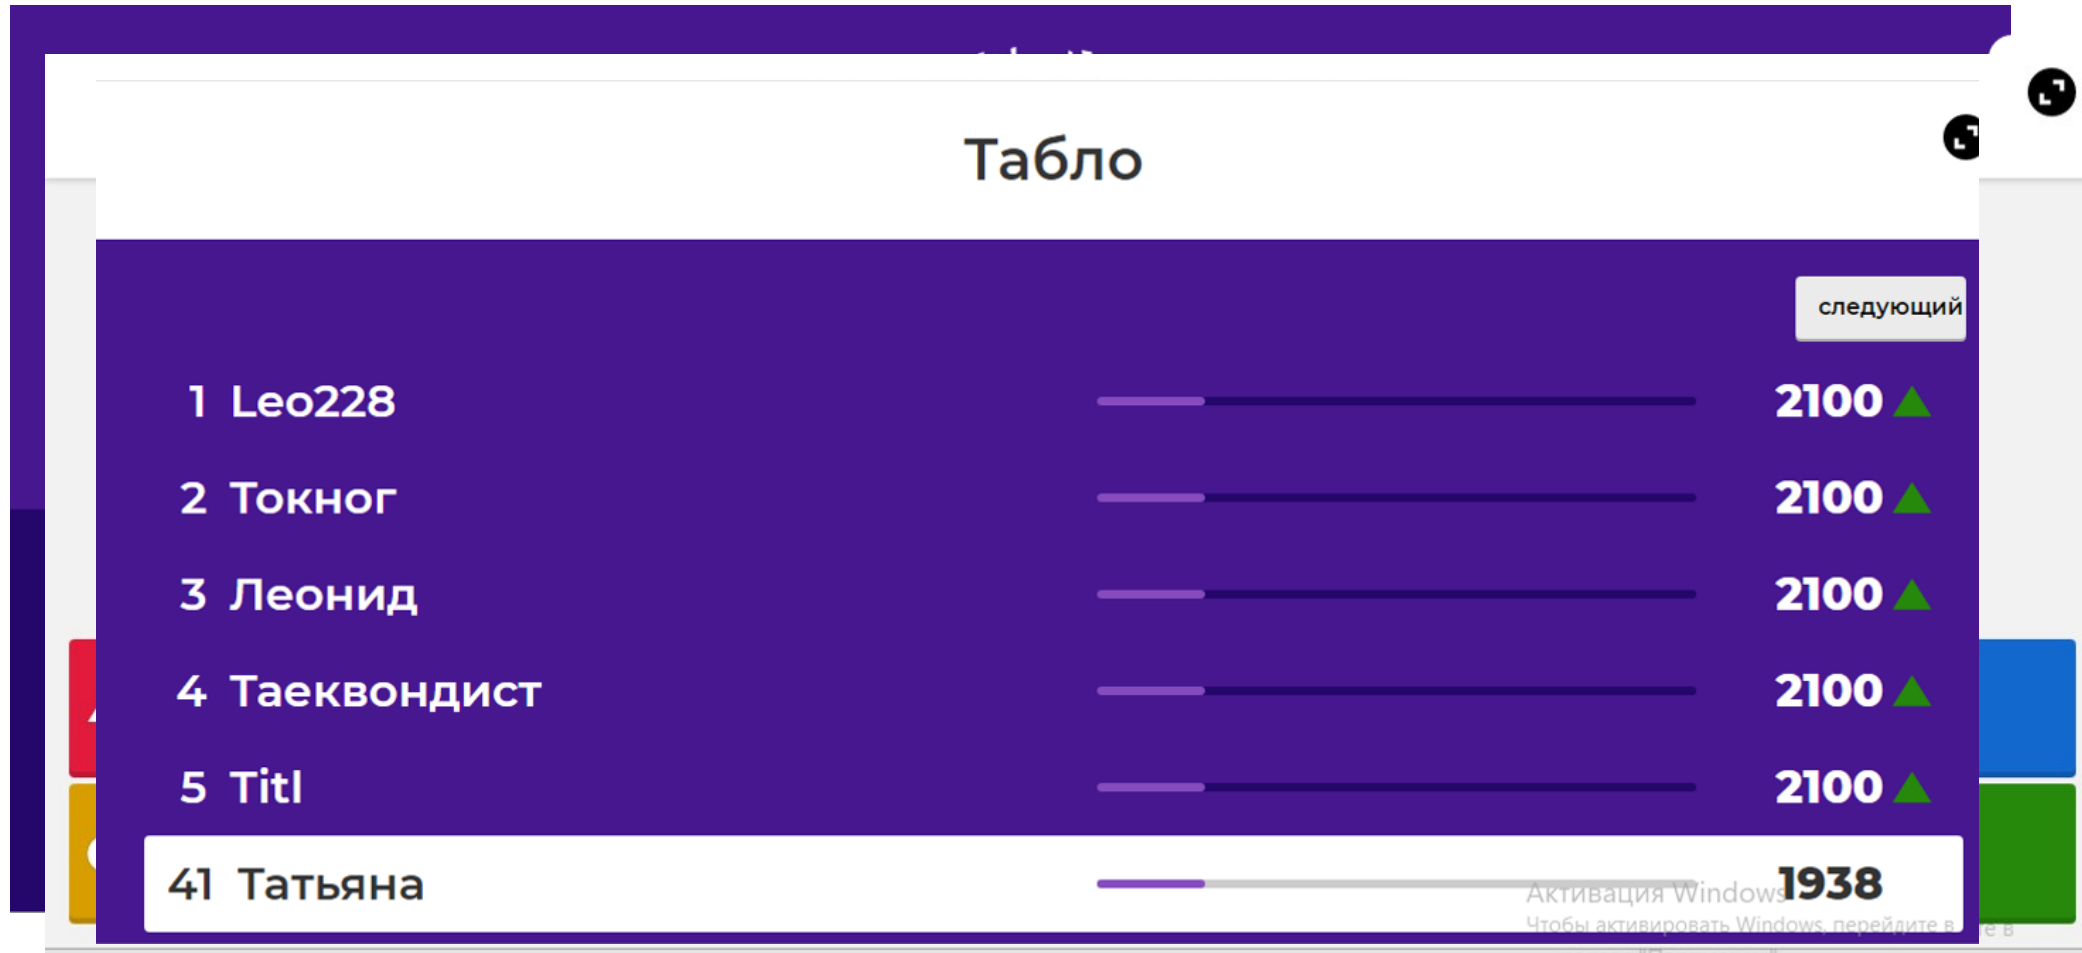 Табло
следующий
1 Leo228 2100
2 Токног 2100
3 Леонид 2100
4 Таеквондист 2100
5 Titl 2100
41 Татьяна 1938
Активация Windows
Чтобы активировать Windows, перейдите в
е в